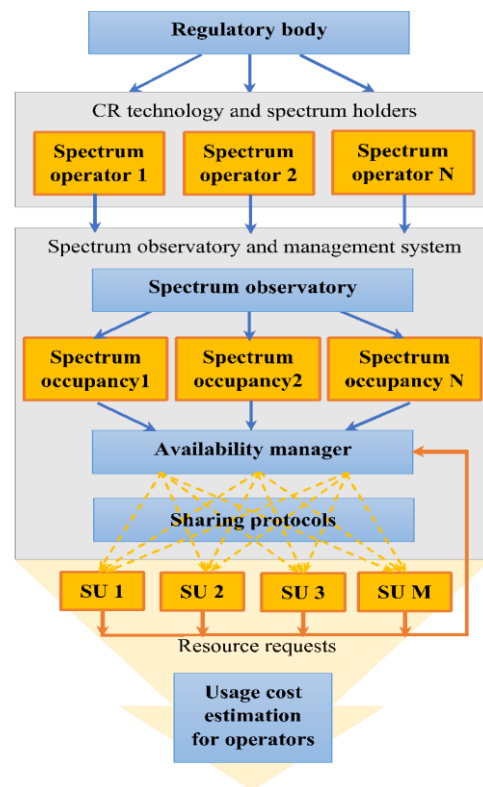 Regulatory body
CR technology and spectrum holders
Spectrum operator 1
Spectrum operator 2
Spectrum operator N
Spectrum observatory and management system
Spectrum observatory
Spectrum occupancy1
Spectrum occupancy2
Spectrum occupancy N
Availability manager
Sharing protocols
SU 1
SU 2
SU 3
SU M
Resource requests
Usage cost
estimation
for operators